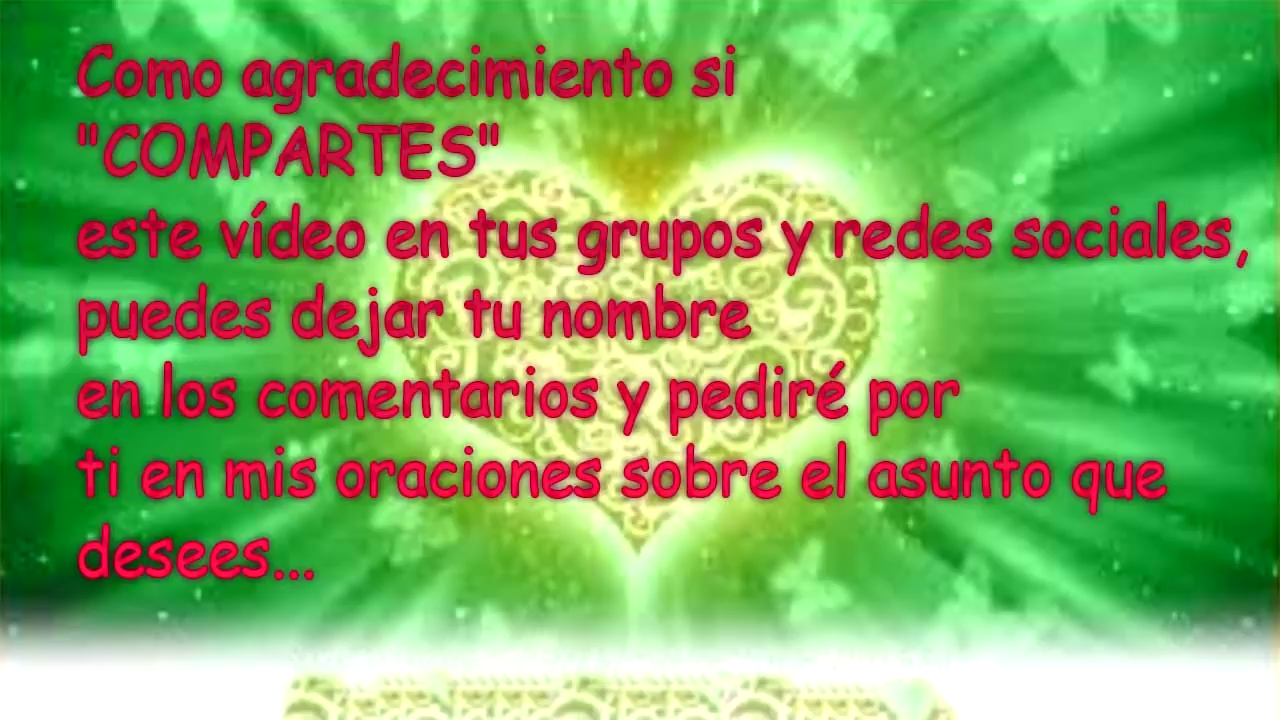 Como agradecimiento si
"COMPARTES"
este vídeo en tus grupos y redes sociales,
puedes dejar tu nombre
en los comentarios y pediré por
ti en mis oraciones sobre el asunto que
desees...